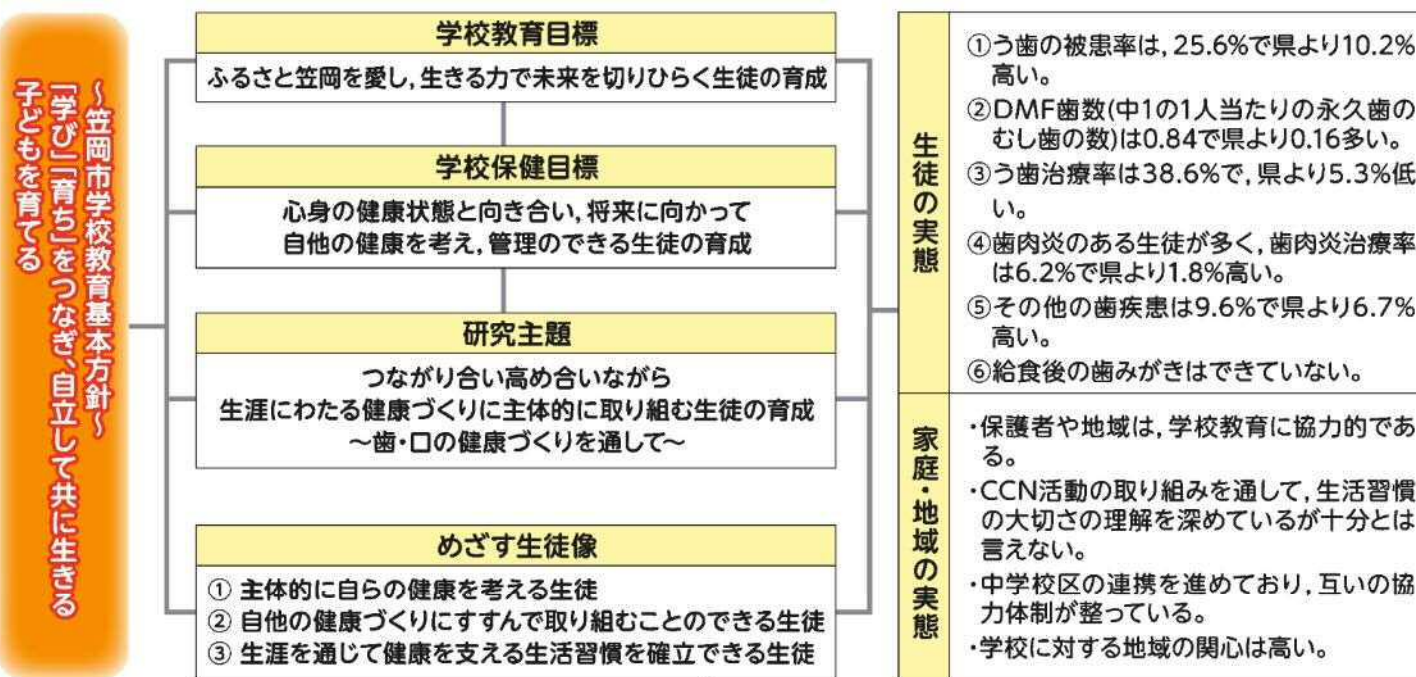 ～笠岡市学校教育基本方針～
「学び」「育ち」をつなぎ、自立して共に生きる
子どもを育てる
学校教育目標
ふるさと笠岡を愛し,生きる力で未来を切りひらく生徒の育成
学校保健目標
心身の健康状態と向き合い,将来に向かって
自他の健康を考え,管理のできる生徒の育成
研究主題
つながり合い高め合いながら
生涯にわたる健康づくりに主体的に取り組む生徒の育成
～歯・口の健康づくりを通して～
めざす生徒像
① 主体的に自らの健康を考える生徒
② 自他の健康づくりにすすんで取り組むことのできる生徒
③ 生涯を通じて健康を支える生活習慣を確立できる生徒
生徒の実態
①う歯の被患率は,25.6%で県より10.2%
高い。
②DMF歯数(中1の1人当たりの永久歯の
むし歯の数)は0.84で県より0.16多い。
③う歯治療率は38.6%で,県より5.3%低
い。
④歯肉炎のある生徒が多く,歯肉炎治療率
は6.2%で県より1.8%高い。
⑤その他の歯疾患は9.6%で県より6.7%
高い。
⑥給食後の歯みがきはできていない。
家庭・地域の実態
・保護者や地域は,学校教育に協力的であ
る。
・CCN活動の取り組みを通して,生活習慣
の大切さの理解を深めているが十分とは
言えない。
・中学校区の連携を進めており,互いの協
力体制が整っている。
・学校に対する地域の関心は高い。